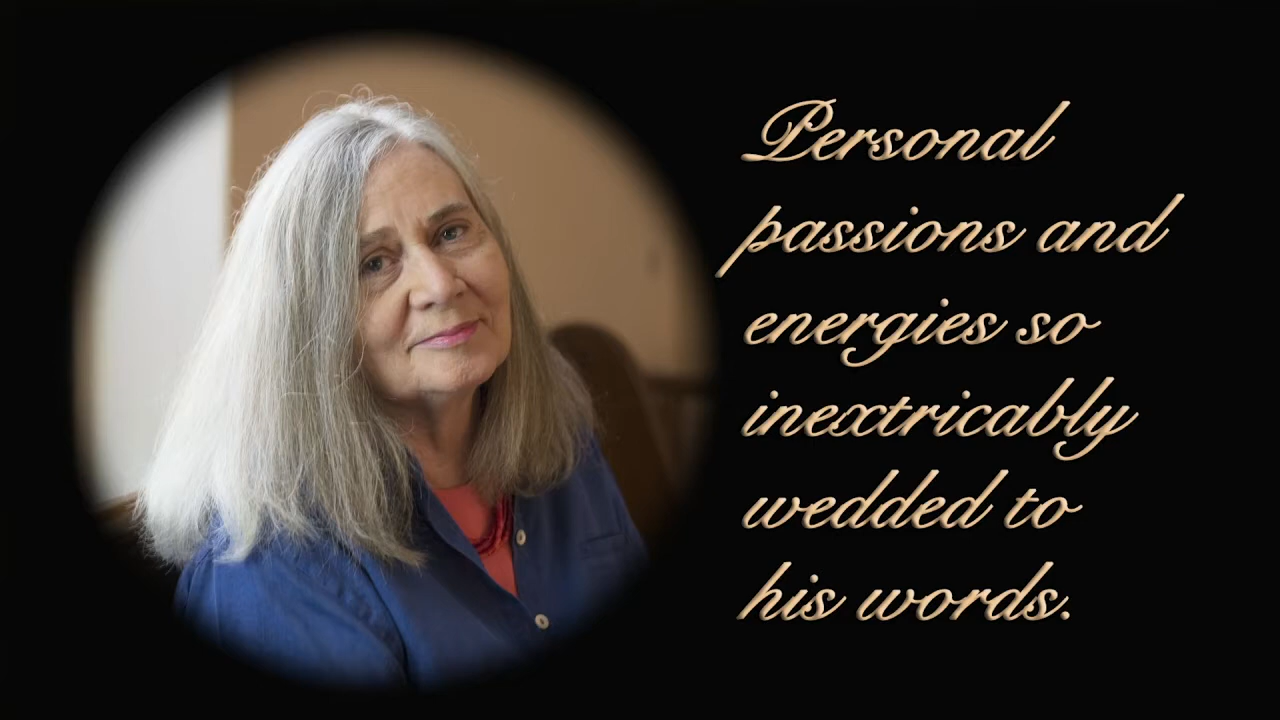 Personal
passions and
energies so
inextricably
wedded to
his words.